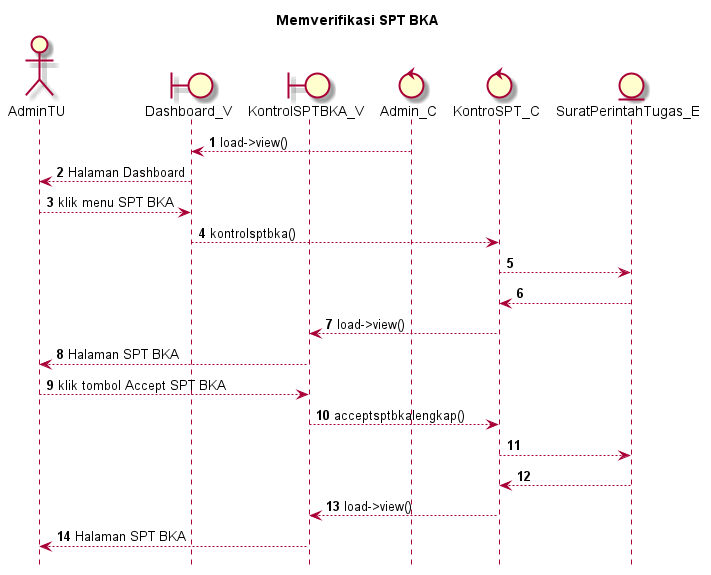 Memverifikasi SPT BKA
AdminTU
Dashboard_V
KontrolSPTBKA_V
Admin_C
KontroSPT_C
SuratPerintahTugas_E
1 load->view()
2 Halaman Dashboard
3 klik menu SPT BKA
4 kontrolsptbka()
5
6
7 load->view()
8 Halaman SPT BKA
9 klik tombol Accept SPT BKA
10 acceptsptbkalengkap()
11
12
13 load->view()
14 Halaman SPT BKA